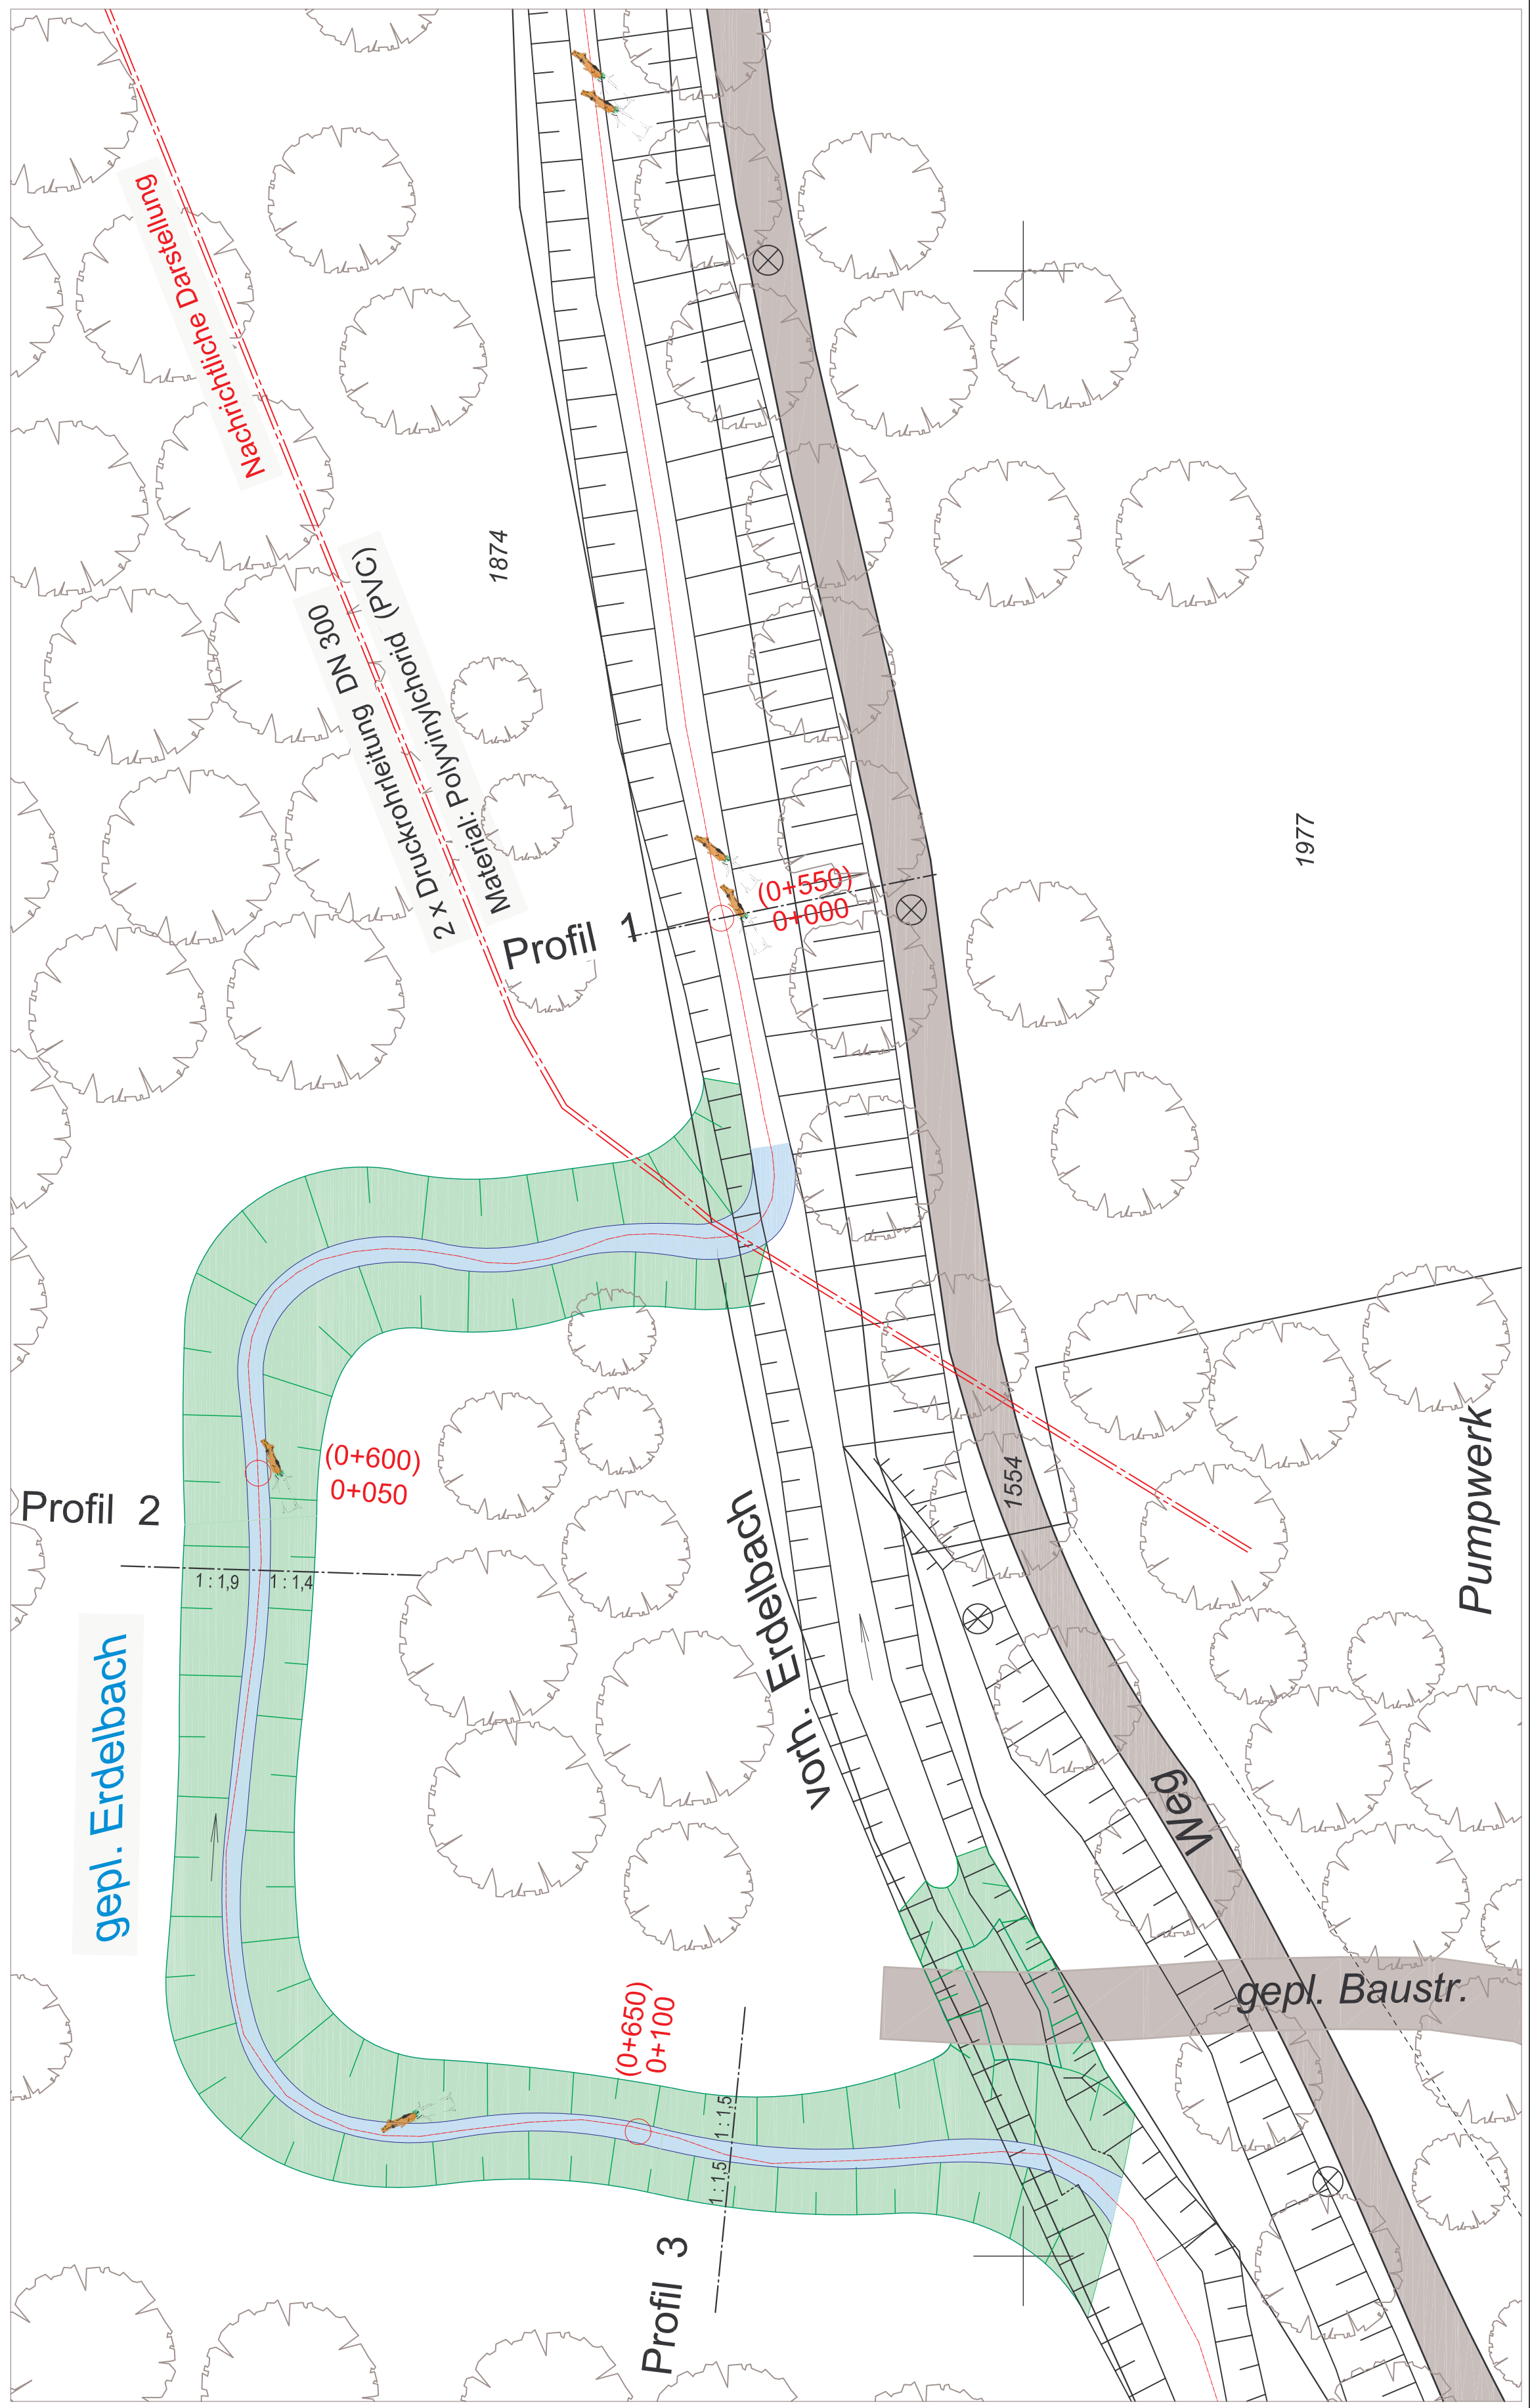 Nachrichtliche Darstellung
2 x Druckrohrleitung DN 300
Material: Polyvinylchorid (PVC)
1874
1977
Profil 1
(0+550)
0+000
(0+600)
0+050
Profil 2
1 : 1,9
1 : 1,4
gepl. Erdelbach
vorh. Erdelbach
1554
Pumpwerk
Weg
gepl. Baustr.
(0+650)
0+100
1 : 1,5
1 : 1,5
Profil 3